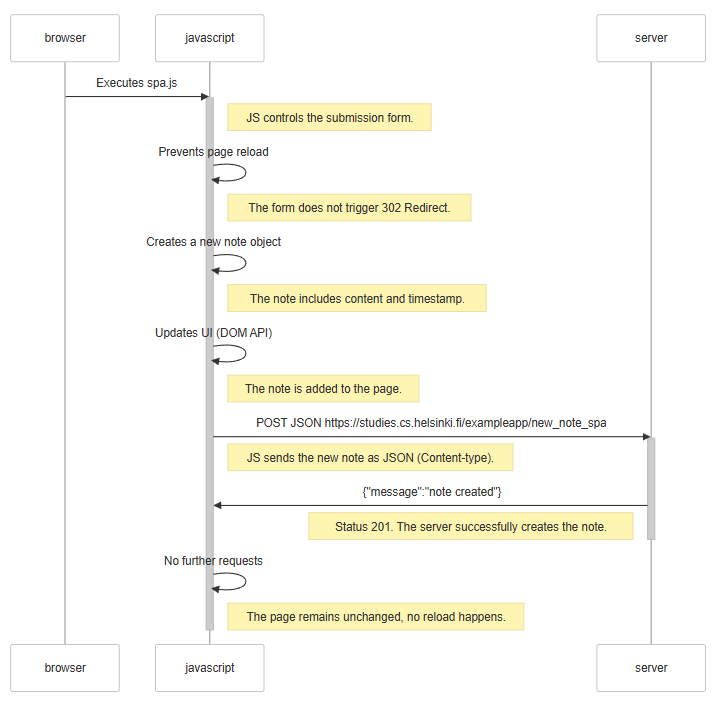 browser
javascript
server
Executes spa.js
JS controls the submission form.
Prevents page reload
The form does not trigger 302 Redirect.
Creates a new note object
The note includes content and timestamp.
Updates UI (DOM API)
The note is added to the page.
POST JSON https://studies.cs.helsinki.fi/exampleapp/new_note_spa
JS sends the new note as JSON (Content-type).
{"message":"note created"}
Status 201. The server successfully creates the note.
No further requests
The page remains unchanged, no reload happens.
browser
javascript
server